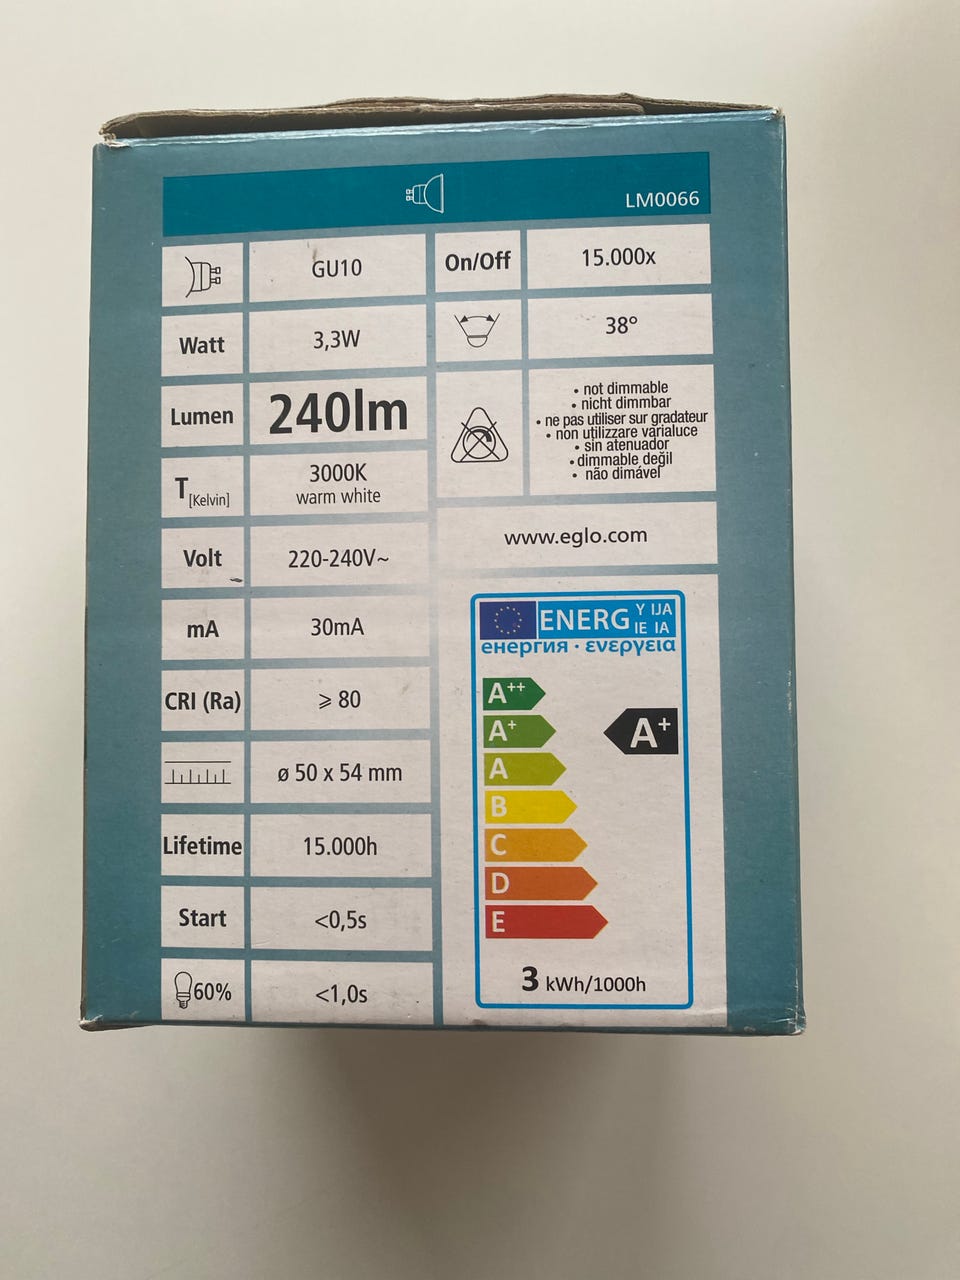 LM0066
GU10
Watt 3,3W
Lumen 240lm
T[Kelvin] 3000K
warm white
Volt 220-240V~
mA 30mA
CRI (Ra) ⩾ 80
ø 50 x 54 mm
Lifetime 15.000h
Start <0,5s
60% <1,0s
On/Off 15.000x
38°
• not dimmable
• nicht dimmbar
• ne pas utiliser sur gradateur
• non utilizzare varialuce
• sin atenuador
• dimmable değil
• não dimável
www.eglo.com
ENERG Y IJA
IE IA
енергия · ενεργεια
A++
A+ A+
A
B
C
D
E
3 kWh/1000h